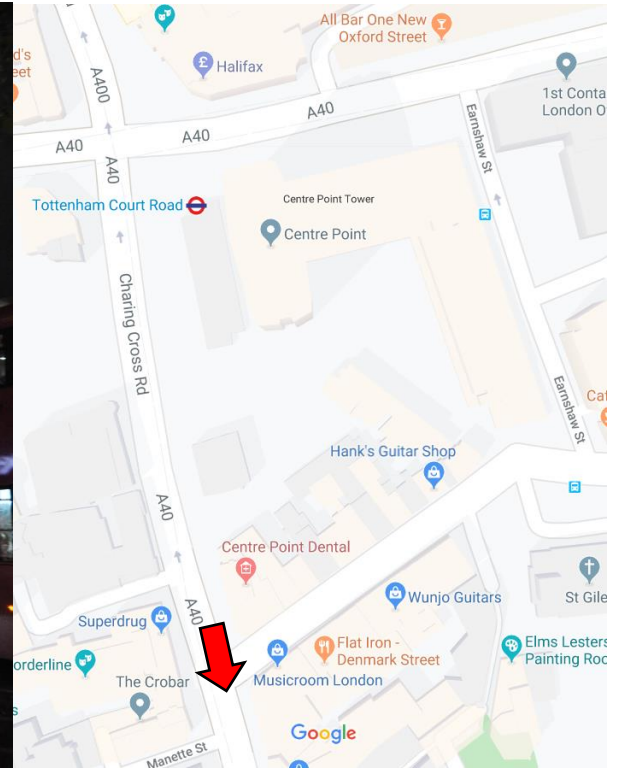 All Bar One New
Oxford Street
d's
eet
Halifax
A400
1st Conta
London O
A40
A40
A40
A40
Earnshaw St
Tottenham Court Road
Centre Point Tower
Centre Point
Charing Cross Rd
Earnshaw St
Caf
Hank's Guitar Shop
A40
Centre Point Dental
Wunjo Guitars
St Gile
A40
Superdrug
Flat Iron -
Denmark Street
Elms Lesters
Painting Roo
orderline
The Crobar
Musicroom London
s
Google
Manette St